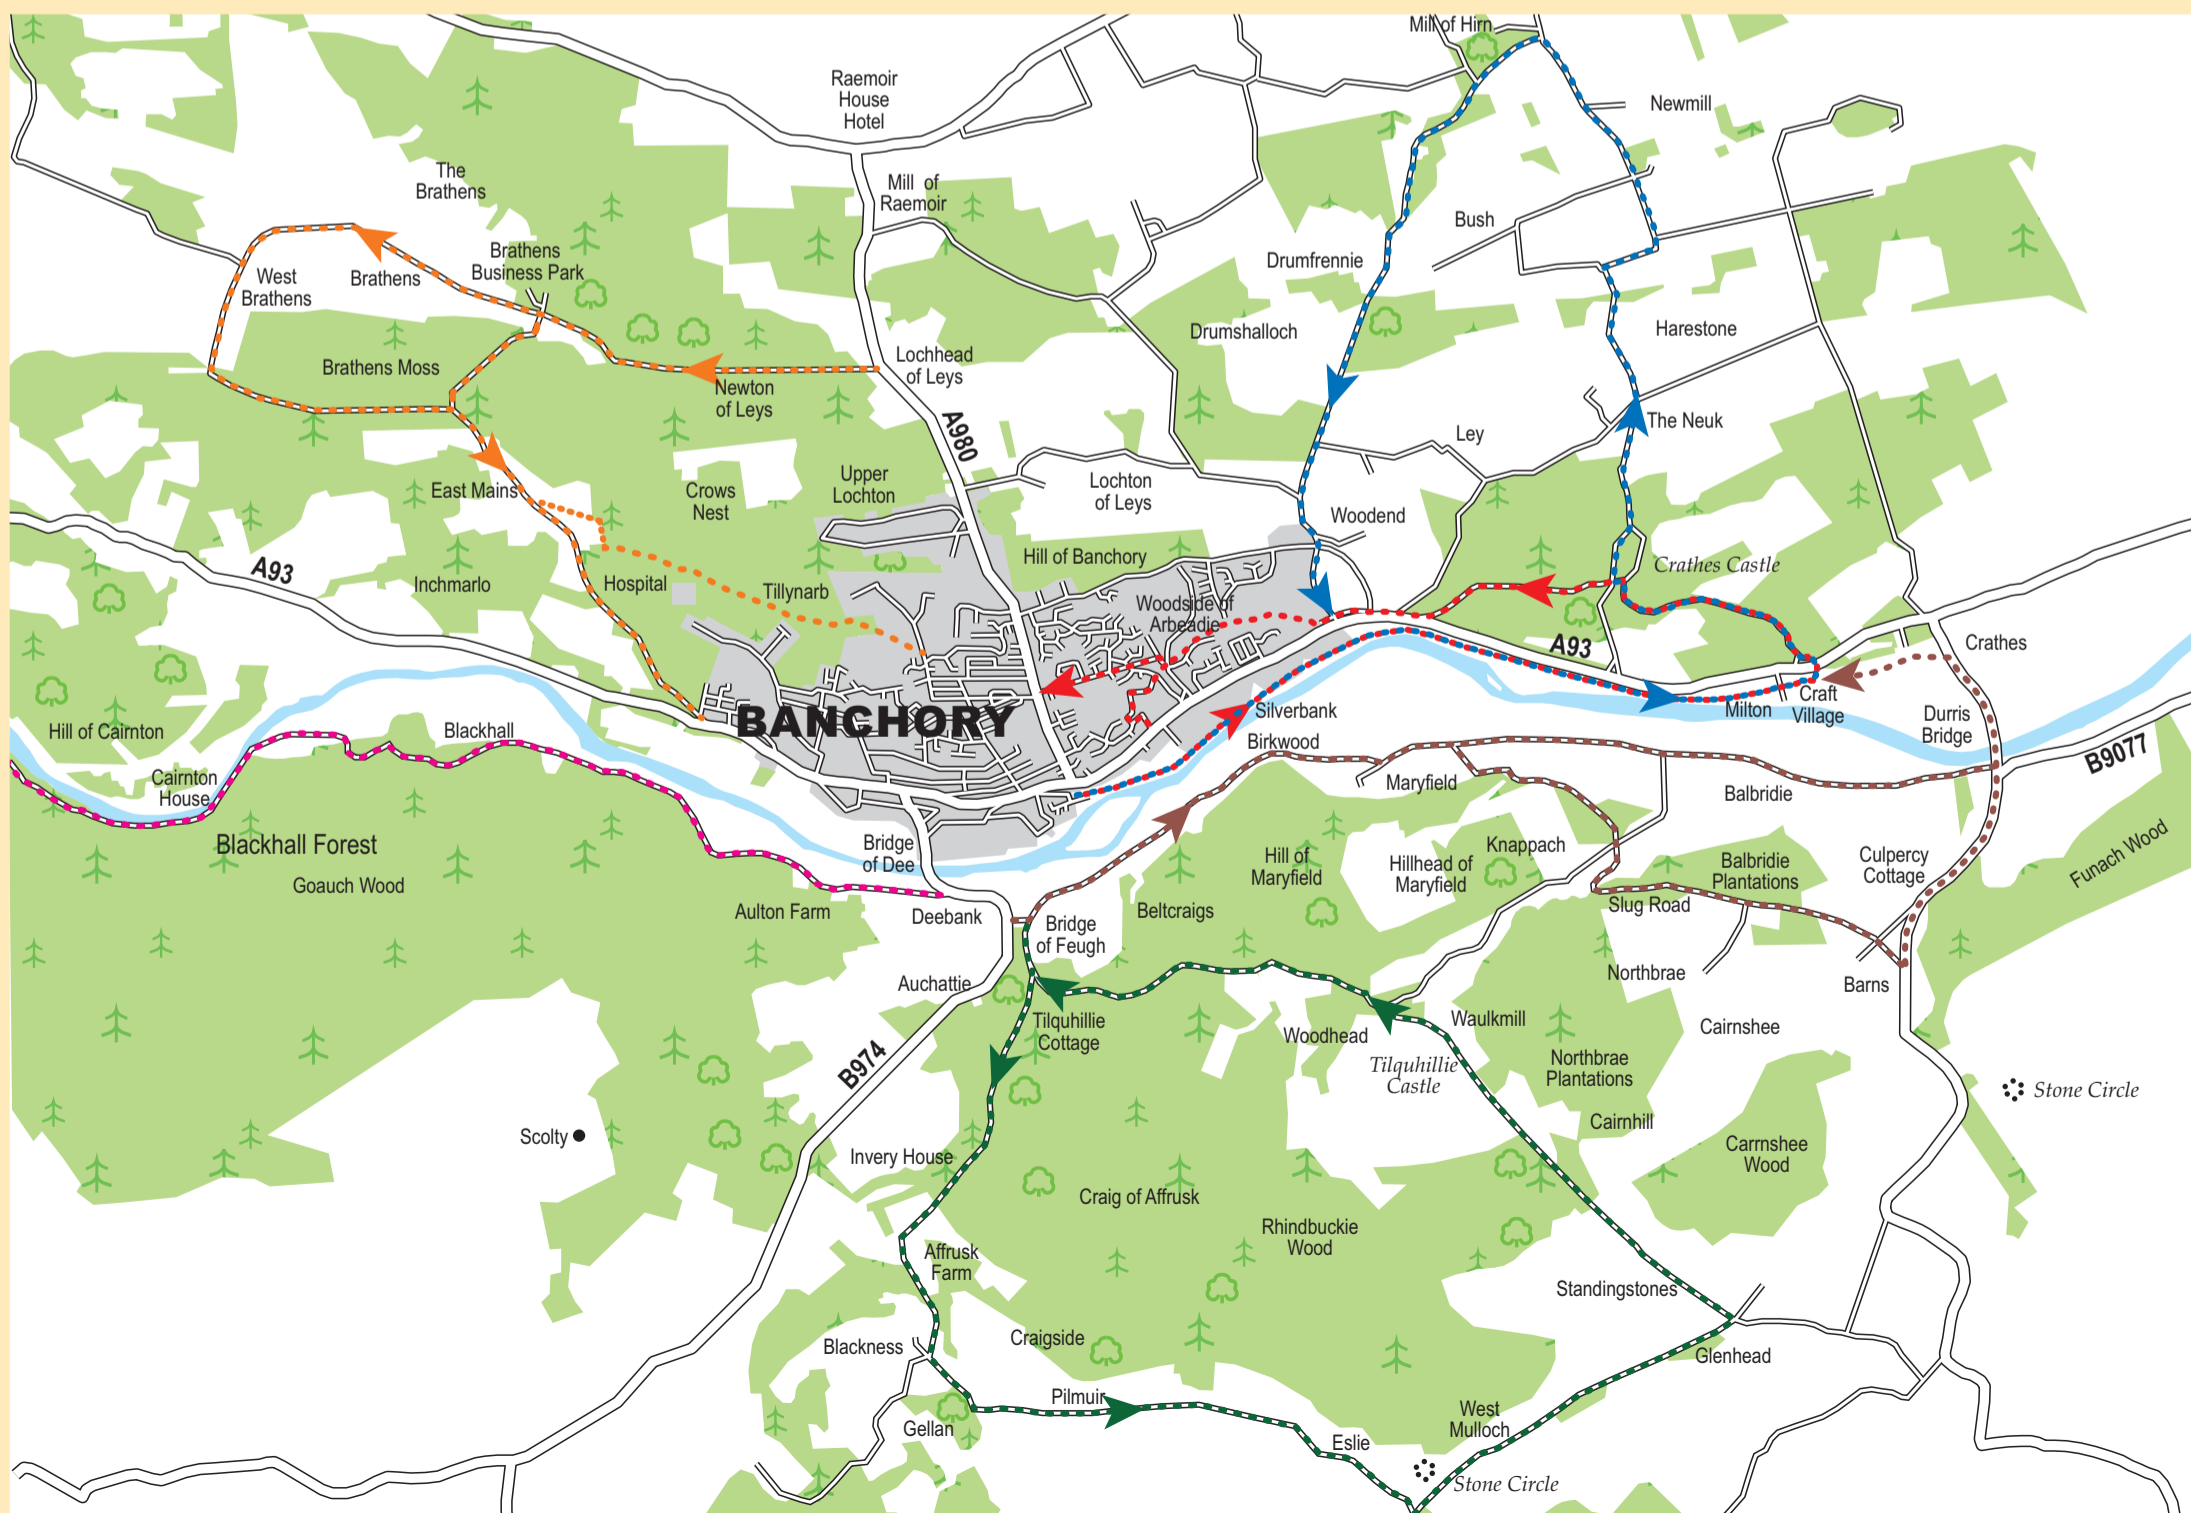 Mill of Hirn
Raemoir
House
Hotel
Newmill
The
Brathens
Mill of
Raemoir
Bush
Brathens
Business Park
Drumfrennie
West
Brathens
Brathens
Drumshalloch
Harestone
Brathens Moss
Lochhead
of Leys
Newton
of Leys
A980
The Neuk
Ley
Upper
Lochton
Lochton
of Leys
East Mains
Crows
Nest
Woodend
Hill of Banchory
Crathes Castle
A93
Inchmarlo
Hospital
Tillynarb
Woodside of
Arbeadie
A93
Crathes
Craft
Village
Milton
Silverbank
BANCHORY
Hill of Cairnton
Blackhall
Birkwood
Durris
Bridge
B9077
Cairnton
House
Maryfield
Balbridie
Blackhall Forest
Goauch Wood
Bridge
of Dee
Hill of
Maryfield
Hillhead of
Maryfield
Knappach
Balbridie
Plantations
Culpercy
Cottage
Funach Wood
Aulton Farm
Deebank
Beltcraigs
Slug Road
Bridge
of Feugh
Auchattie
Northbrae
Barns
Tilquhillie
Cottage
Woodhead
Waulkmill
Cairnshee
B974
Tilquhillie
Castle
Northbrae
Plantations
Stone Circle
Cairnhill
Scolty
Invery House
Carrnshee
Wood
Craig of Affrusk
Rhindbuckie
Wood
Affrusk
Farm
Standingstones
Craigside
Blackness
Glenhead
Pilmuir
Gellan
West
Mulloch
Eslie
Stone Circle